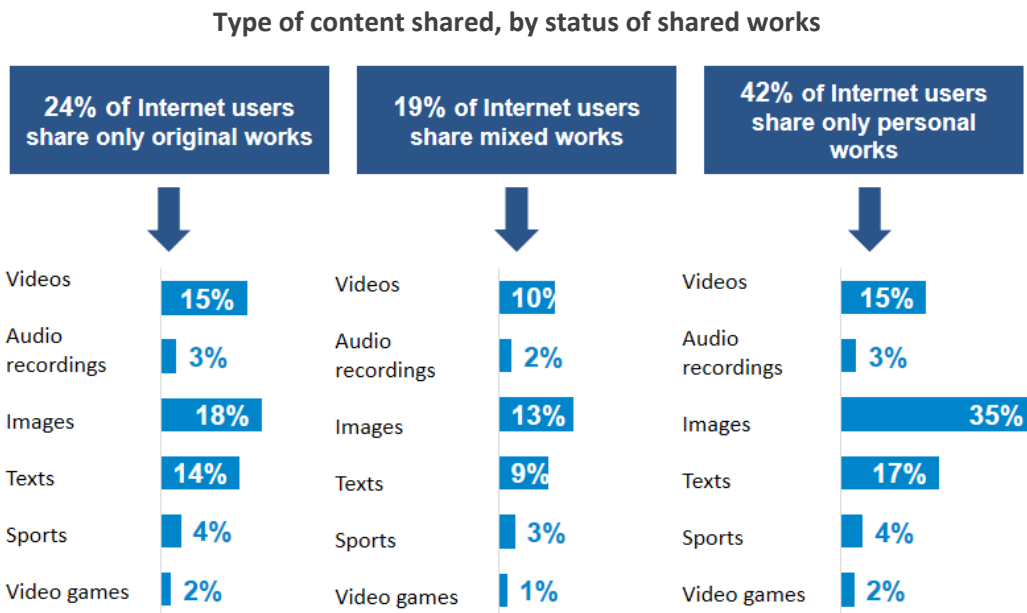 Type of content shared, by status of shared works
24% of Internet users
share only original works
19% of Internet users
share mixed works
42% of Internet users
share only personal
works
Videos
15%
Audio
recordings
3%
Images
18%
Texts
14%
Sports
4%
Video games
2%
Videos
10%
Audio
recordings
2%
Images
13%
Texts
9%
Sports
3%
Video games
1%
Videos
15%
Audio
recordings
3%
Images
35%
Texts
17%
Sports
4%
Video games
2%